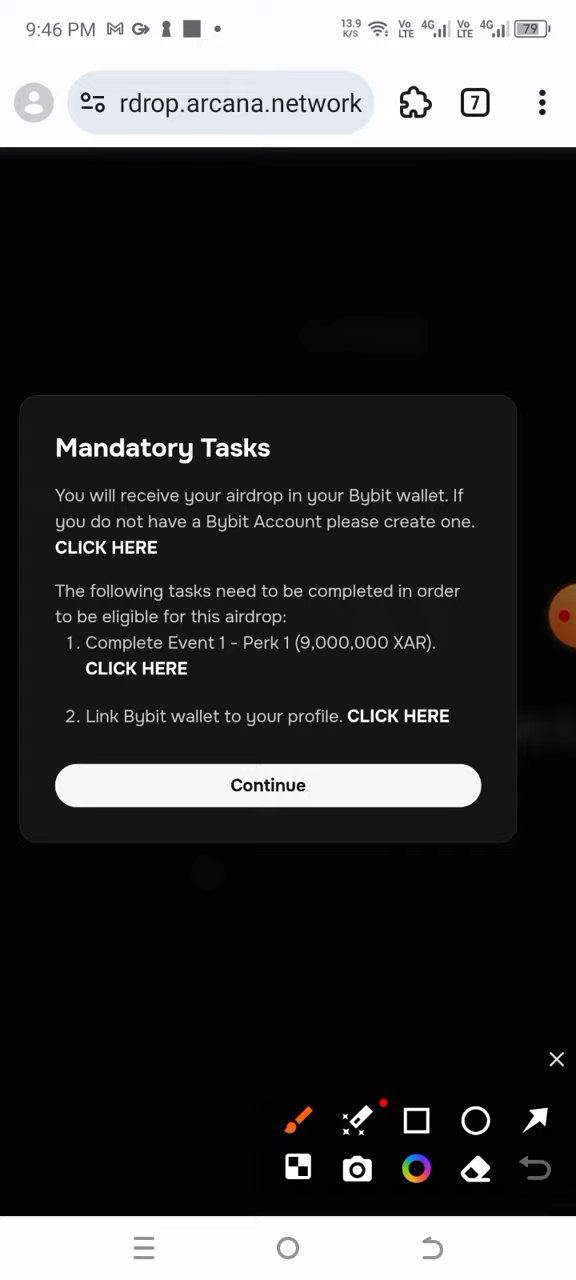 9:46 PM
13.9 K/S
Vo LTE 4G Vo LTE 4G 79
rdrop.arcana.network
7
Mandatory Tasks
You will receive your airdrop in your Bybit wallet. If
you do not have a Bybit Account please create one.
CLICK HERE
The following tasks need to be completed in order
to be eligible for this airdrop:
1. Complete Event 1 - Perk 1 (9,000,000 XAR).
CLICK HERE
2. Link Bybit wallet to your profile. CLICK HERE
Continue